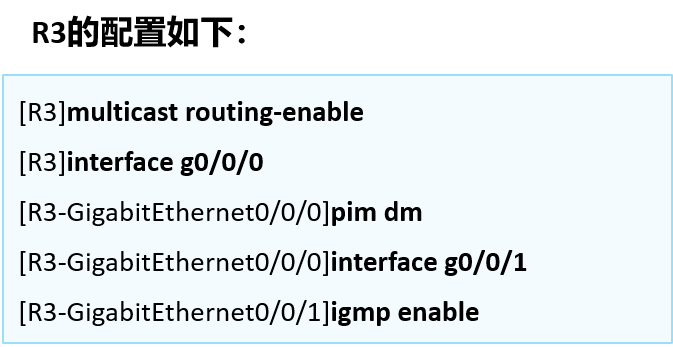 R3的配置如下：
[R3]multicast routing-enable
[R3]interface g0/0/0
[R3-GigabitEthernet0/0/0]pim dm
[R3-GigabitEthernet0/0/0]interface g0/0/1
[R3-GigabitEthernet0/0/1]igmp enable